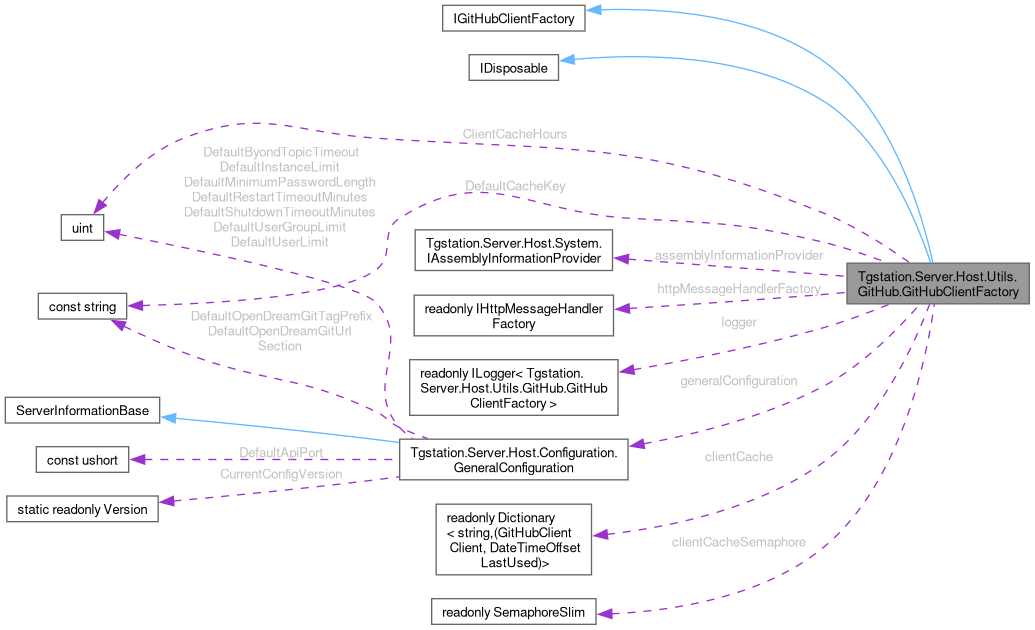 IGitHubClientFactory
IDisposable
ClientCacheHours
DefaultByondTopicTimeout
DefaultInstanceLimit
DefaultMinimumPasswordLength
DefaultRestartTimeoutMinutes
DefaultShutdownTimeoutMinutes
DefaultUserGroupLimit
DefaultUserLimit
DefaultCacheKey
uint
Tgstation.Server.Host.System.
IAssemblyInformationProvider
assemblyInformationProvider
Tgstation.Server.Host.Utils.
GitHub.GitHubClientFactory
const string
readonly IHttpMessageHandler
Factory
httpMessageHandlerFactory
DefaultOpenDreamGitTagPrefix
DefaultOpenDreamGitUrl
Section
logger
readonly ILogger< Tgstation.
Server.Host.Utils.GitHub.GitHub
ClientFactory >
generalConfiguration
ServerInformationBase
Tgstation.Server.Host.Configuration.
GeneralConfiguration
const ushort
DefaultApiPort
CurrentConfigVersion
static readonly Version
clientCache
readonly Dictionary
< string,(GitHubClient
Client, DateTimeOffset
LastUsed)>
clientCacheSemaphore
readonly SemaphoreSlim